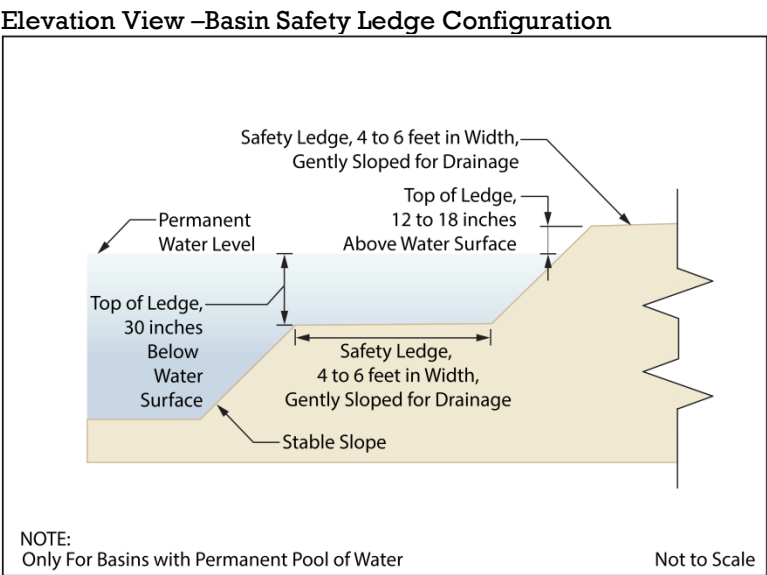 Elevation View –Basin Safety Ledge Configuration
Safety Ledge, 4 to 6 feet in Width,
Gently Sloped for Drainage
Top of Ledge,
12 to 18 inches
Above Water Surface
Permanent
Water Level
Top of Ledge,
30 inches
Below
Water
Surface
Safety Ledge,
4 to 6 feet in Width,
Gently Sloped for Drainage
Stable Slope
NOTE:
Only For Basins with Permanent Pool of Water
Not to Scale